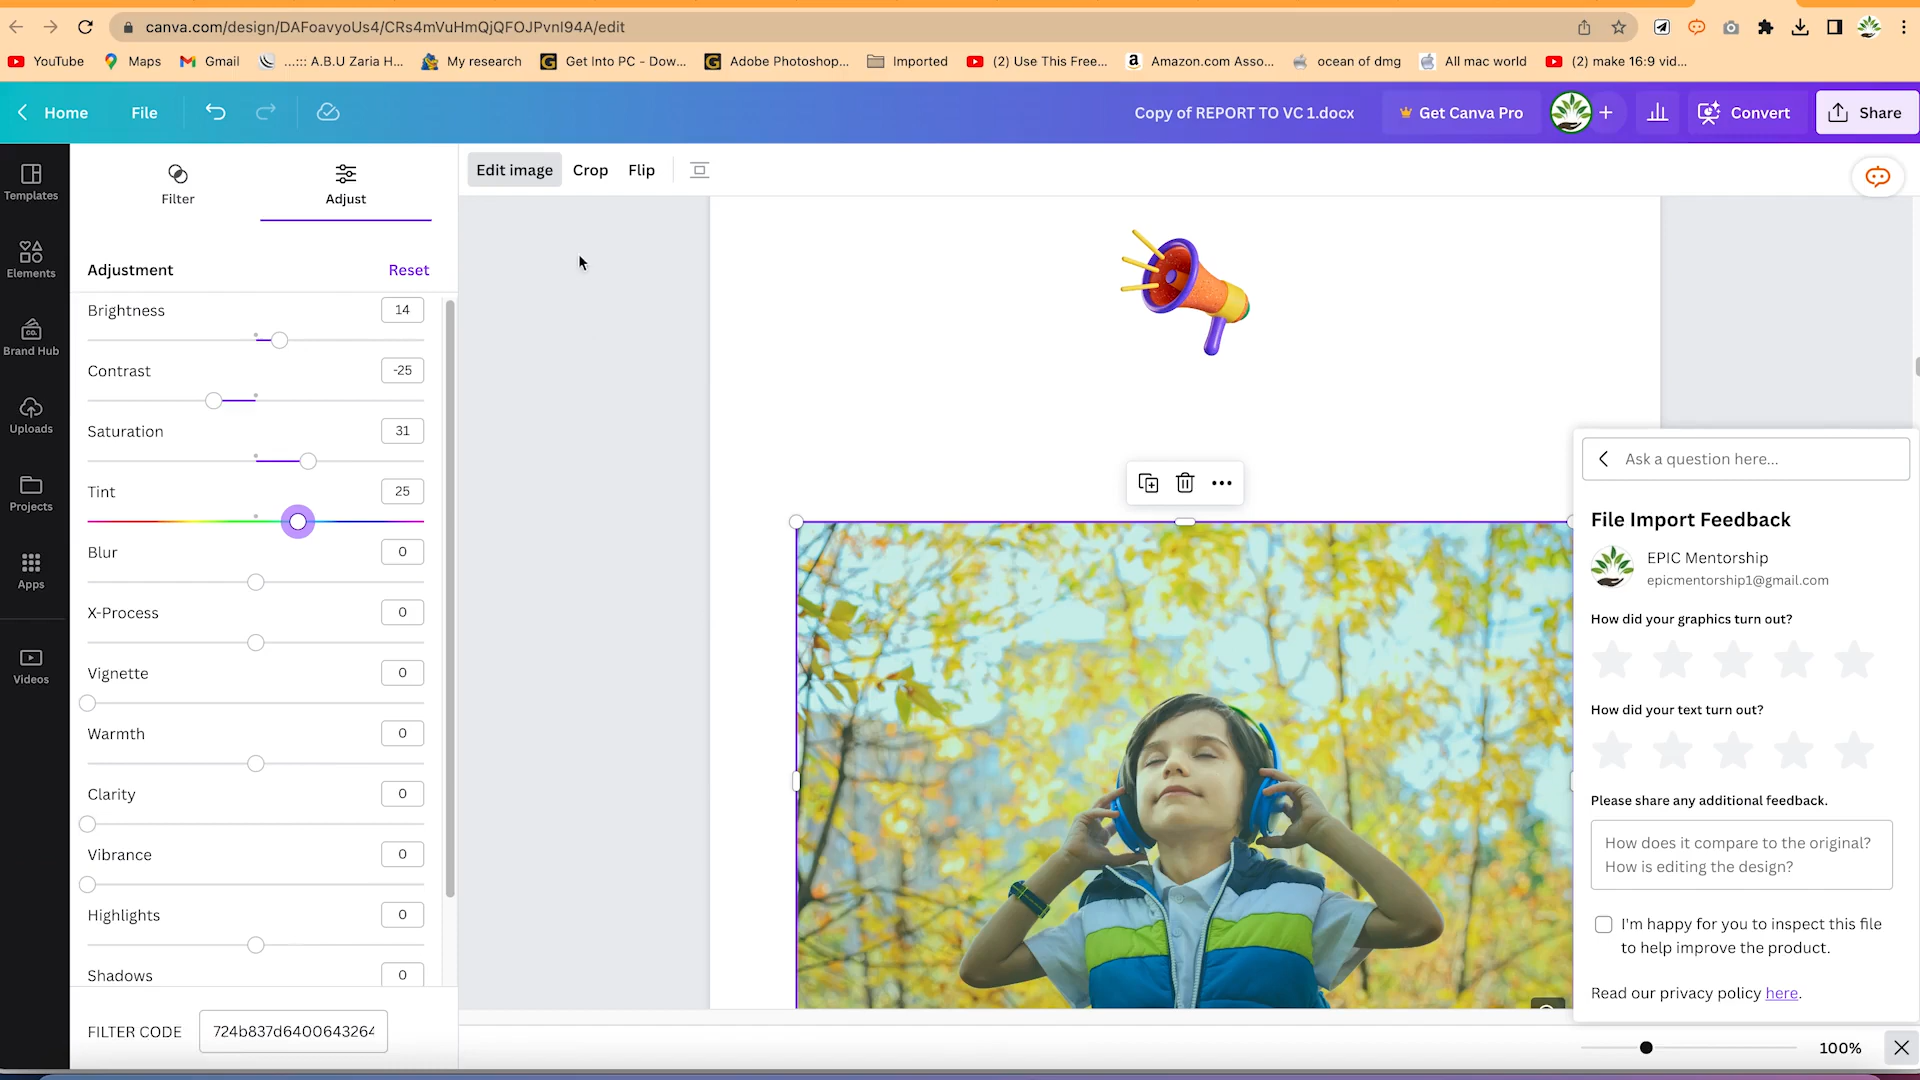 canva.com/design/DAFoavyoUs4/CRs4mVuHmQjQFOJPvnI94A/edit
YouTube
Maps
Gmail
...::: A.B.U Zaria H...
My research
Get Into PC - Dow...
Adobe Photoshop...
Imported
(2) Use This Free...
Amazon.com Asso...
ocean of dmg
All mac world
(2) make 16:9 vid...
Home
File
Copy of REPORT TO VC 1.docx
Get Canva Pro
Convert
Share
Templates
Elements
Brand Hub
Uploads
Projects
Apps
Videos
Filter
Adjust
Edit image
Crop
Flip
Adjustment
Reset
Brightness
14
Contrast
-25
Saturation
31
Tint
25
Blur
0
X-Process
0
Vignette
0
Warmth
0
Clarity
0
Vibrance
0
Highlights
0
Shadows
0
FILTER CODE
724b837d6400643264
Ask a question here...
File Import Feedback
EPIC Mentorship
epicmentorship1@gmail.com
How did your graphics turn out?
How did your text turn out?
Please share any additional feedback.
How does it compare to the original?
How is editing the design?
I'm happy for you to inspect this file
to help improve the product.
Read our privacy policy here.
100%